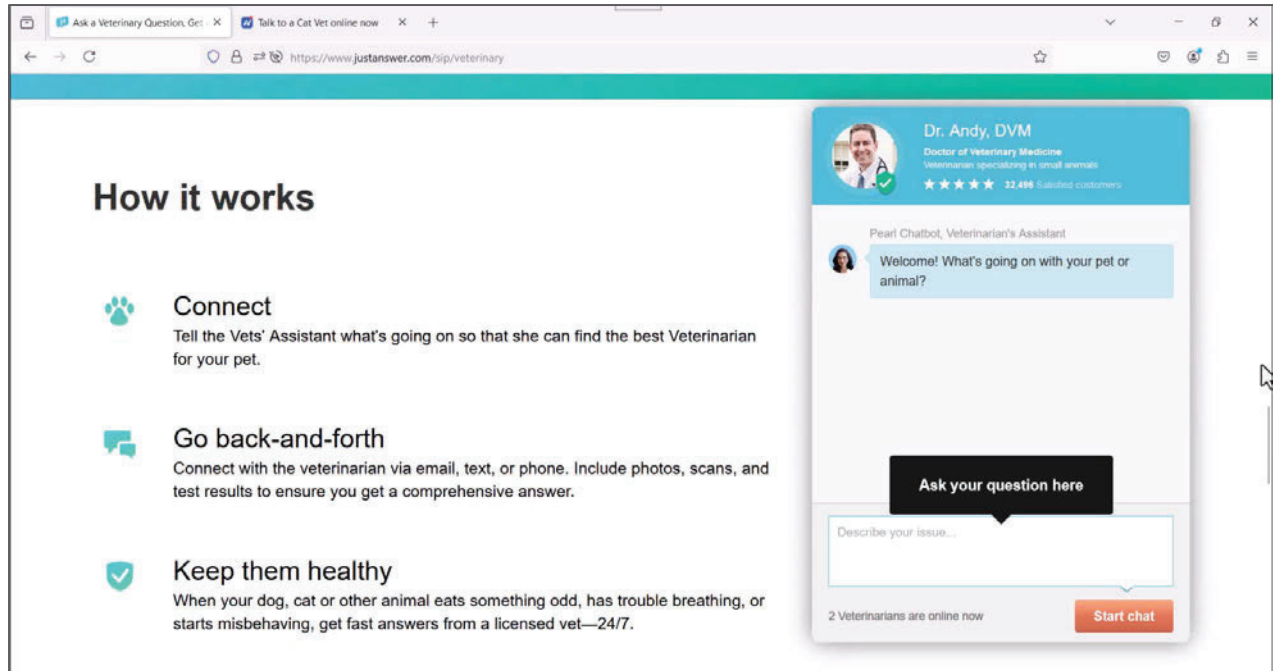 Ask a Veterinary Question, Get
Talk to a Cat Vet online now
https://www.justanswer.com/sip/veterinary
How it works
Connect
Tell the Vets' Assistant what's going on so that she can find the best Veterinarian
for your pet.
Go back-and-forth
Connect with the veterinarian via email, text, or phone. Include photos, scans, and
test results to ensure you get a comprehensive answer.
Keep them healthy
When your dog, cat or other animal eats something odd, has trouble breathing, or
starts misbehaving, get fast answers from a licensed vet—24/7.
Dr. Andy, DVM
Doctor of Veterinary Medicine
Veterinarian specializing in small animals
32,496 Satisfied customers
Pearl Chatbot, Veterinarian's Assistant
Welcome! What's going on with your pet or
animal?
Ask your question here
Describe your issue...
2 Veterinarians are online now
Start chat